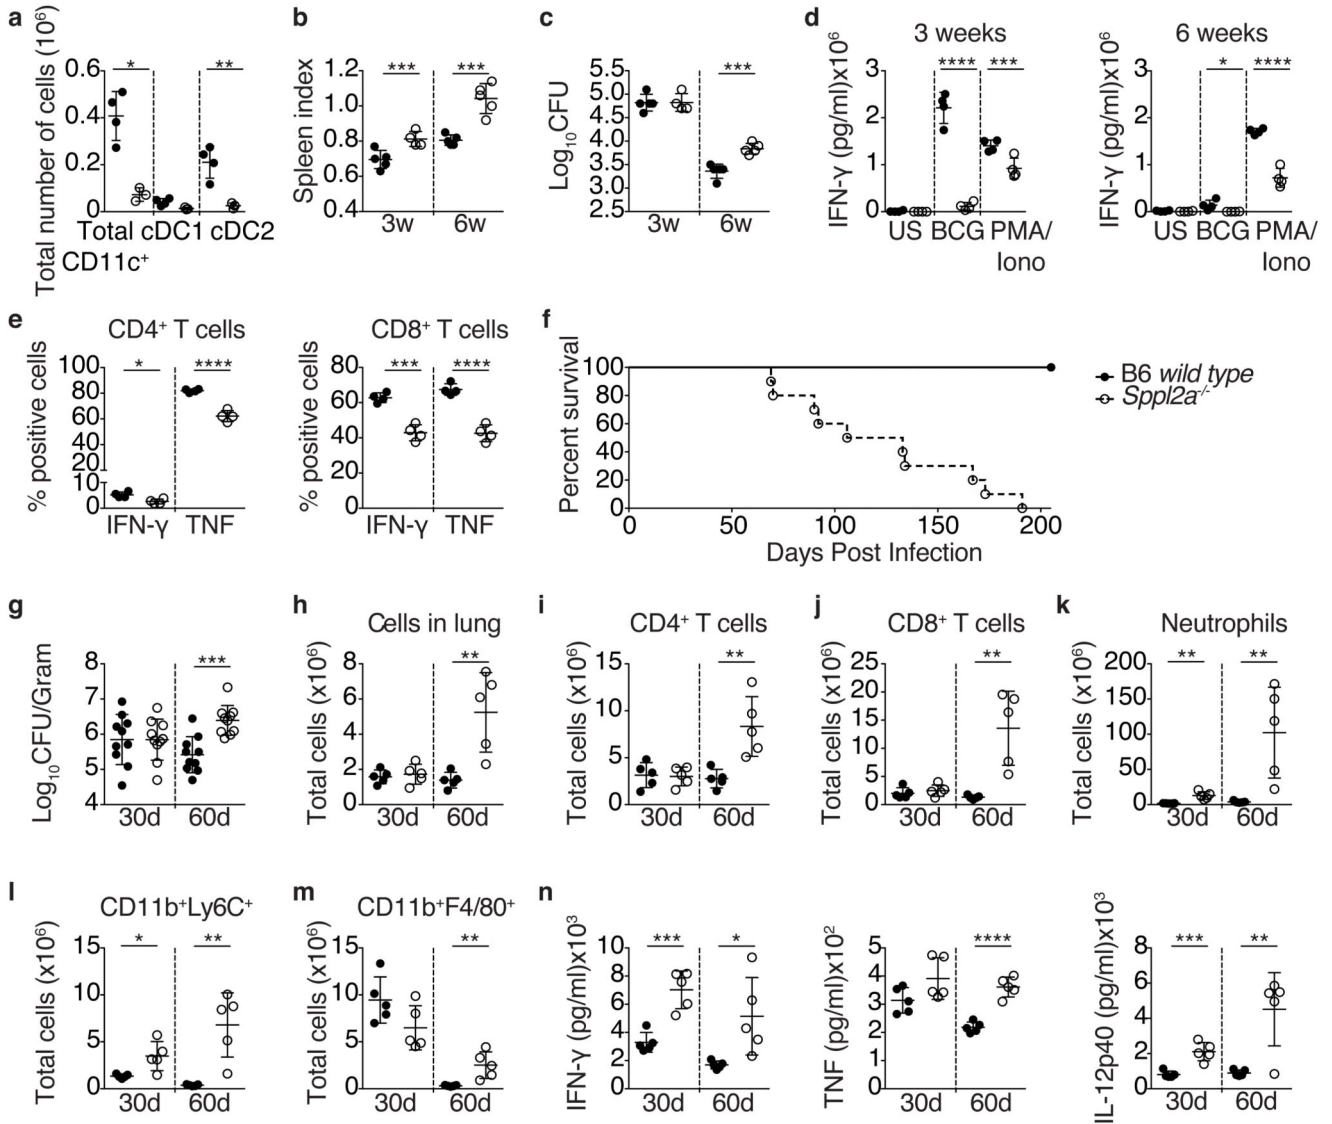 a
Total number of cells (10⁶)
0.6
0.4
0.2
0
*
**
Total cDC1 cDC2
CD11c⁺
b
Spleen index
1.2
1.0
0.8
0.6
0.4
***
***
3w
6w
c
Log₁₀CFU
5.5
5.0
4.5
4.0
3.5
3.0
2.5
***
3w
6w
d
3 weeks
IFN-γ (pg/ml)x10⁶
3
2
1
0
****
***
US BCG PMA/
Iono
6 weeks
IFN-γ (pg/ml)x10⁶
3
2
1
0
*
****
US BCG PMA/
Iono
e
CD4⁺ T cells
% positive cells
100
80
60
40
20
10
0
*
****
IFN-γ
TNF
CD8⁺ T cells
% positive cells
80
60
40
20
0
***
****
IFN-γ
TNF
f
Percent survival
100
80
60
40
20
0
0
50
100
150
200
Days Post Infection
B6 wild type
Sppl2a⁻/⁻
g
Log₁₀CFU/Gram
8
7
6
5
4
***
30d
60d
h
Cells in lung
Total cells (x10⁶)
8
6
4
2
0
**
30d
60d
i
CD4⁺ T cells
Total cells (x10⁶)
15
10
5
0
**
30d
60d
j
CD8⁺ T cells
Total cells (x10⁶)
25
20
15
10
5
0
**
30d
60d
k
Neutrophils
Total cells (x10⁶)
200
150
100
50
0
**
**
30d
60d
l
CD11b⁺Ly6C⁺
Total cells (x10⁶)
15
10
5
0
*
**
30d
60d
m
CD11b⁺F4/80⁺
Total cells (x10⁶)
15
10
5
0
**
30d
60d
n
IFN-γ (pg/ml)x10³
10
8
6
4
2
0
***
*
30d
60d
TNF (pg/ml)x10²
5
4
3
2
1
0
****
30d
60d
IL-12p40 (pg/ml)x10³
8
6
4
2
0
***
**
30d
60d